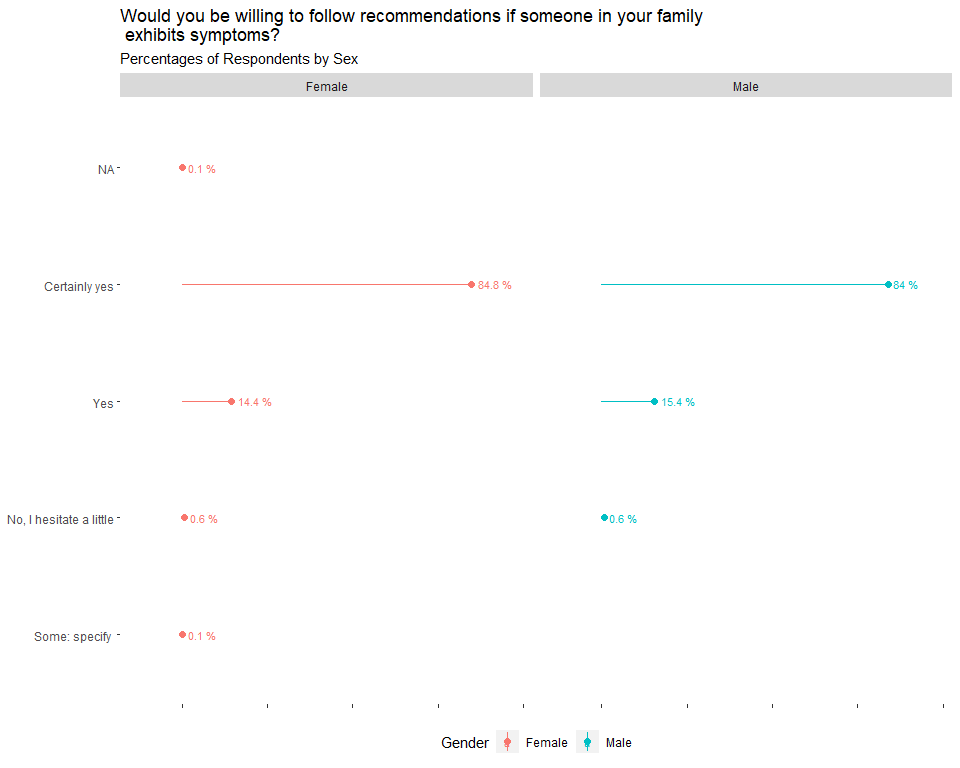 Would you be willing to follow recommendations if someone in your family
exhibits symptoms?
Percentages of Respondents by Sex
Female Male
NA 0.1 %
Certainly yes 84.8 % 84 %
Yes 14.4 % 15.4 %
No, I hesitate a little 0.6 % 0.6 %
Some: specify 0.1 %
Gender Female Male